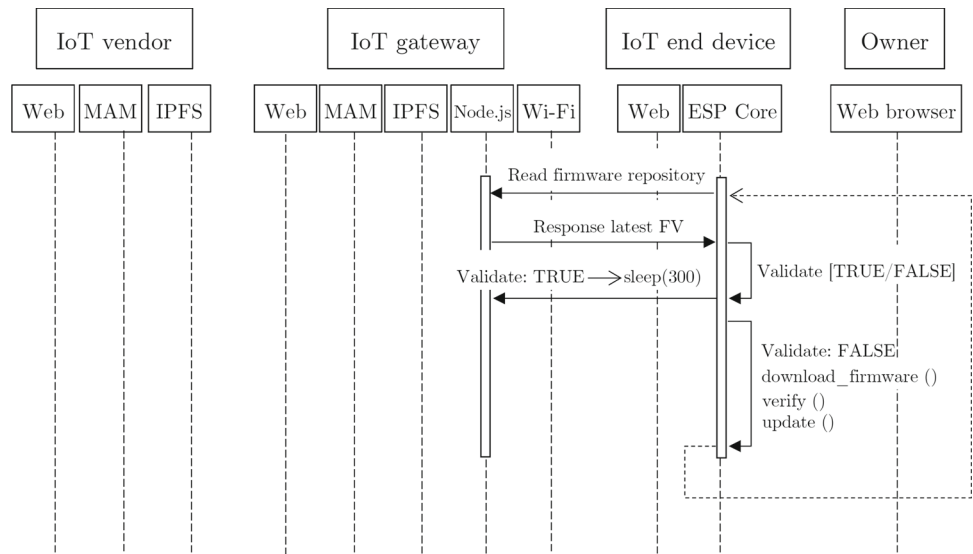 IoT vendor
IoT gateway
IoT end device
Owner
Web
MAM
IPFS
Web
MAM
IPFS
Node.js
Wi-Fi
Web
ESP Core
Web browser
Read firmware repository
Response latest FV
Validate [TRUE/FALSE]
Validate: TRUE → sleep(300)
Validate: FALSE
download_firmware ()
verify ()
update ()